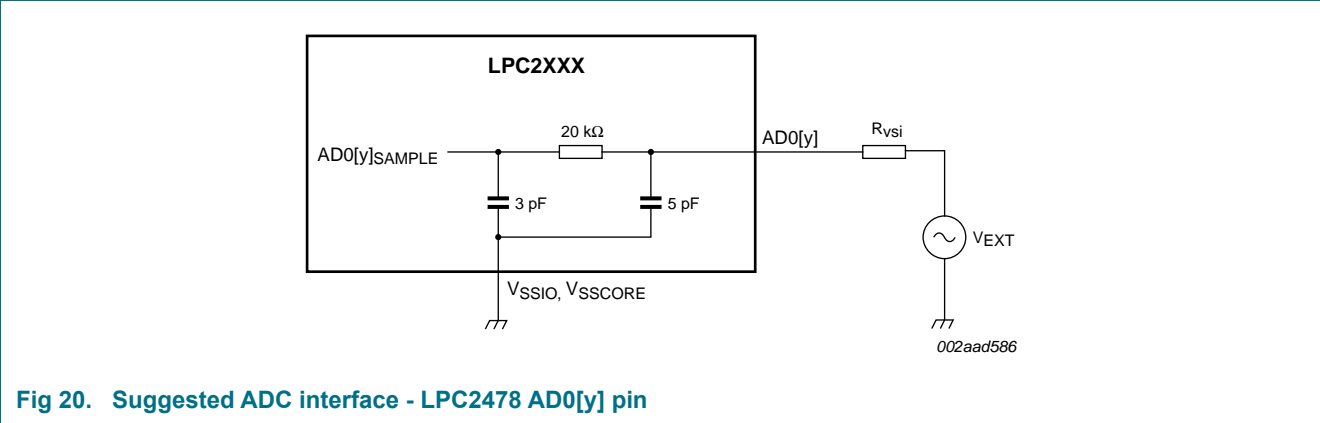 LPC2XXX
20 kΩ
AD0[y]
Rvsi
AD0[y]SAMPLE
3 pF
5 pF
VEXT
VSSIO, VSSCORE
002aad586
Fig 20. Suggested ADC interface - LPC2478 AD0[y] pin